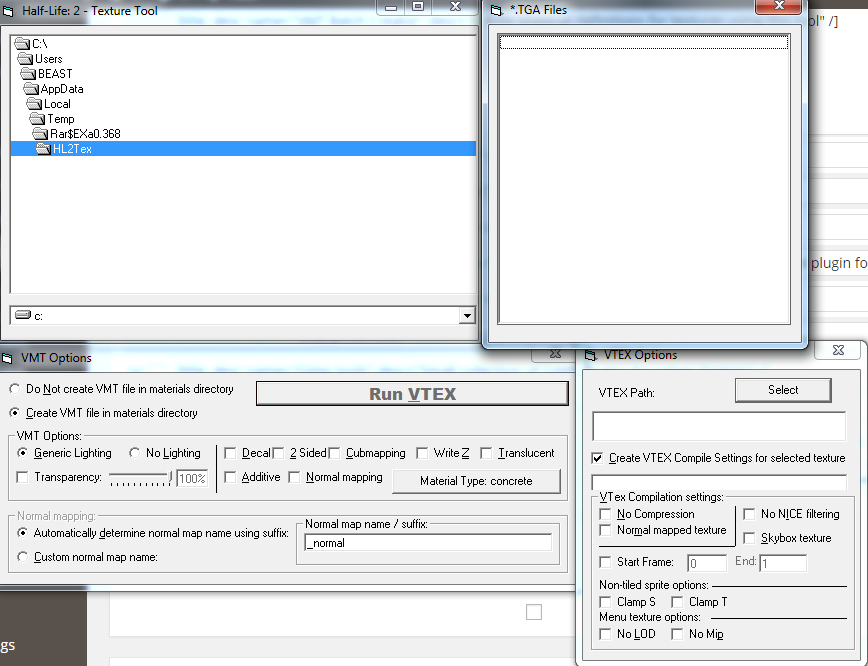 Half-Life: 2 - Texture Tool
C:\
Users
BEAST
AppData
Local
Temp
Rar$EXa0.368
HL2Tex
c:
*.TGA Files
ol" /]
plugin fo
VMT Options
Do Not create VMT file in materials directory
Create VMT file in materials directory
Run VTEX
VMT Options:
Generic Lighting
No Lighting
Decal
2 Sided
Cubmapping
Write Z
Translucent
Transparency:
100%
Additive
Normal mapping
Material Type: concrete
Normal mapping:
Automatically determine normal map name using suffix:
Custom normal map name:
Normal map name / suffix:
_normal
VTEX Options
VTEX Path:
Select
Create VTEX Compile Settings for selected texture
VTex Compilation settings:
No Compression
No NICE filtering
Normal mapped texture
Skybox texture
Start Frame:
0
End:
1
Non-tiled sprite options:
Clamp S
Clamp T
Menu texture options:
No LOD
No Mip
gs